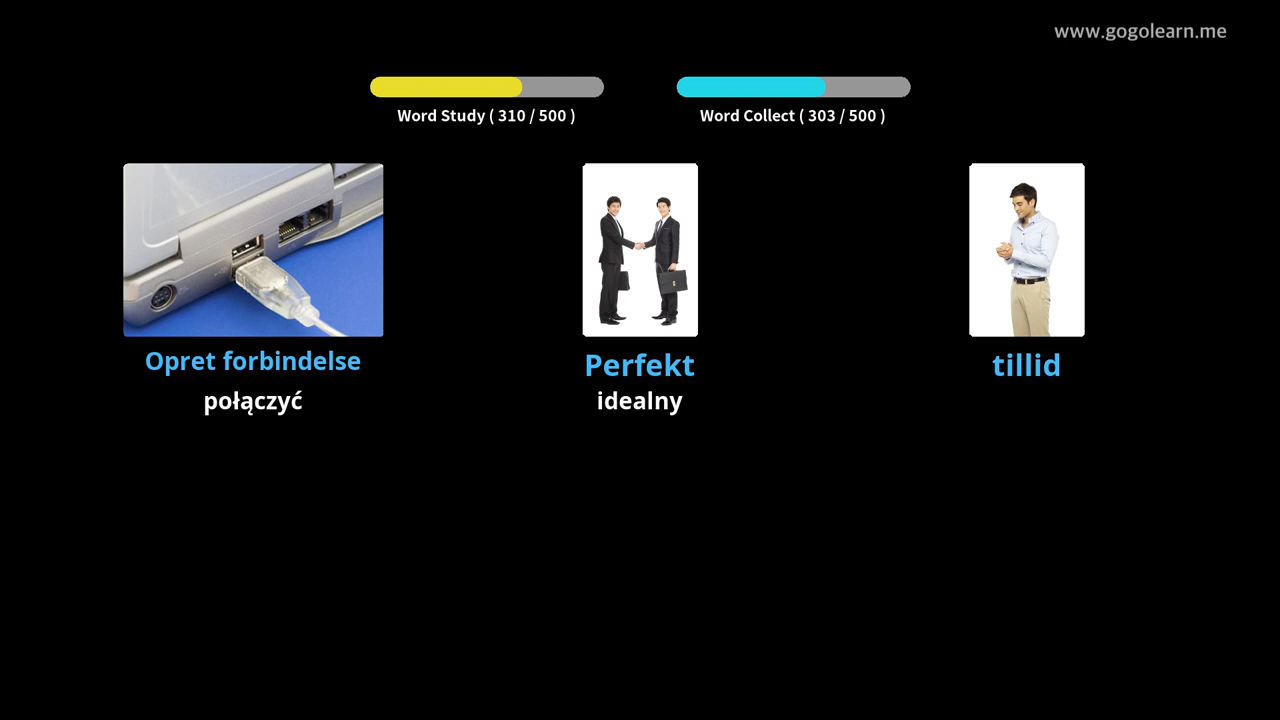 www.gogolearn.me
Word Study ( 310 / 500 )
Word Collect ( 303 / 500 )
Opret forbindelse
połączyć
Perfekt
idealny
tillid